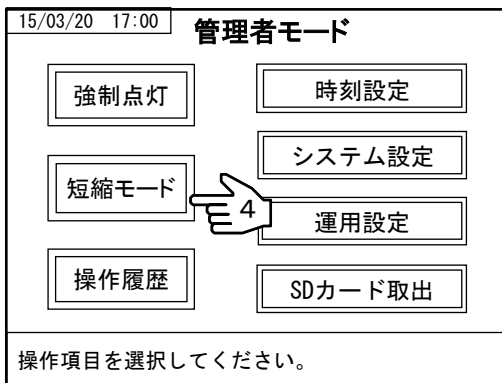 15/03/20 17:00
管理者モード
強制点灯
時刻設定
システム設定
短縮モード
4
運用設定
操作履歴
SDカード取出
操作項目を選択してください。